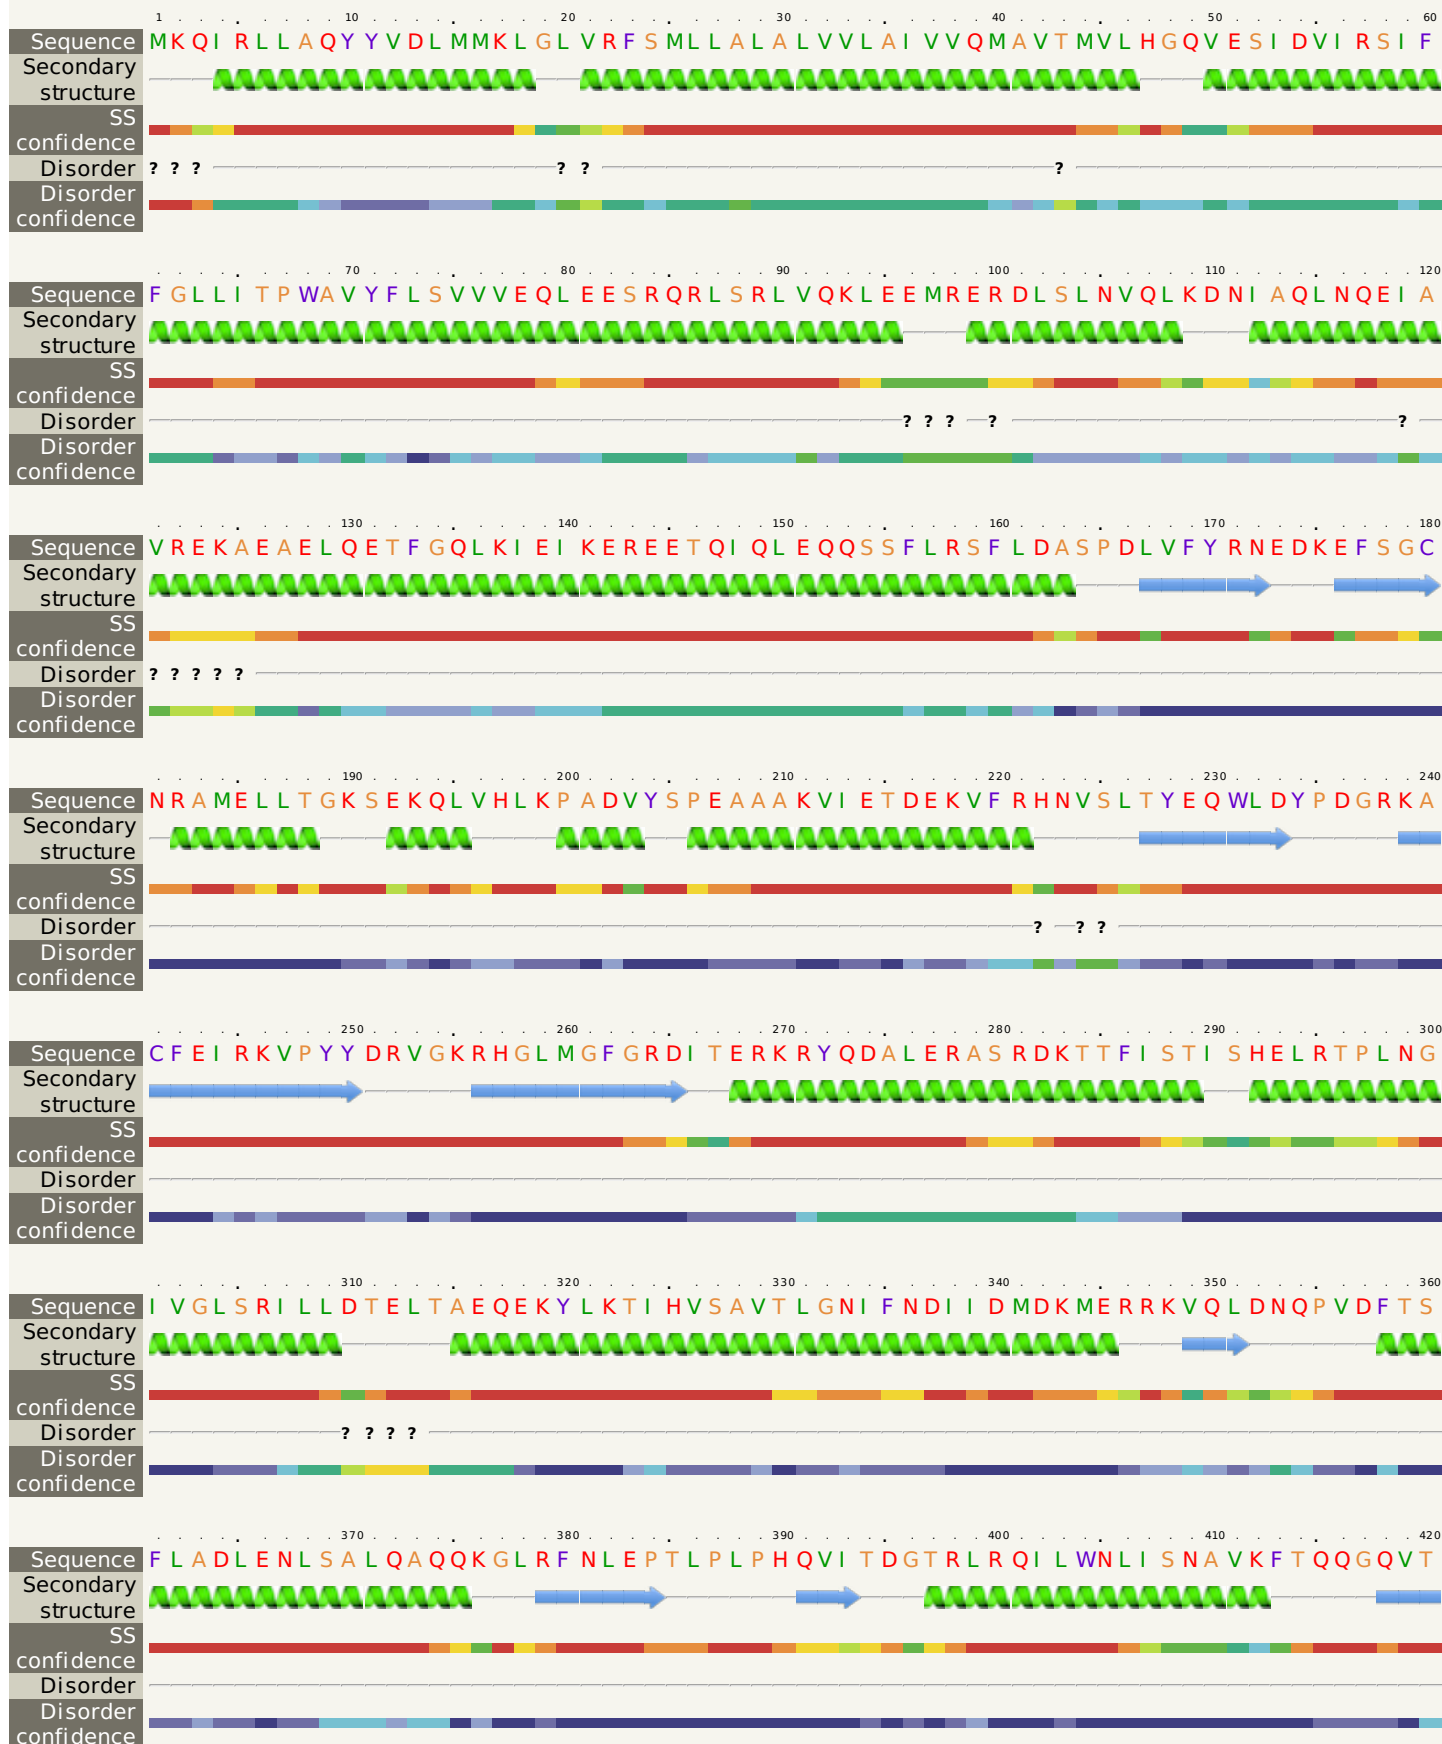 1 . . . . . . . . 10 . . . . . . . . . 20 . . . . . . . . . 30 . . . . . . . . . 40 . . . . . . . . . 50 . . . . . . . . . 60
Sequence MKQIRLLAQYYVDLMMKLGLVRFSMLLALALVVLAIVVQMAVTMVLHGQVESIDVIRSIF
Secondary
structure
SS
confidence
Disorder ? ? ? ? ? ?
Disorder
confidence
. . . . . . . . . 70 . . . . . . . . . 80 . . . . . . . . . 90 . . . . . . . . . 100 . . . . . . . . . 110 . . . . . . . . . 120
Sequence FGLLITPWAVYFLSVVVEQLEESRQRLSRLVQKLEEMRERDLSLNVQLKDNIAQLNQEIA
Secondary
structure
SS
confidence
Disorder ? ? ? ? ?
Disorder
confidence
. . . . . . . . . 130 . . . . . . . . . 140 . . . . . . . . . 150 . . . . . . . . . 160 . . . . . . . . . 170 . . . . . . . . . 180
Sequence VREKAEAELQETFGQLKIEIKEREETQIQLEQQSSFLRSFLDASPDLVFYRNEDKEFSGC
Secondary
structure
SS
confidence
Disorder ? ? ? ? ?
Disorder
confidence
. . . . . . . . . 190 . . . . . . . . . 200 . . . . . . . . . 210 . . . . . . . . . 220 . . . . . . . . . 230 . . . . . . . . . 240
Sequence NRAMELLTGKSEKQLVHLKPADVYSPEAAAKVIETDEKVFRHNVSLTYEQWLDYPDGRKA
Secondary
structure
SS
confidence
Disorder ? ? ?
Disorder
confidence
. . . . . . . . . 250 . . . . . . . . . 260 . . . . . . . . . 270 . . . . . . . . . 280 . . . . . . . . . 290 . . . . . . . . . 300
Sequence CFEIRKVPYYDRVGKRHGLMGFGRDITERKRYQDALERASRDKTTFISTISHELRTPLNG
Secondary
structure
SS
confidence
Disorder
Disorder
confidence
. . . . . . . . . 310 . . . . . . . . . 320 . . . . . . . . . 330 . . . . . . . . . 340 . . . . . . . . . 350 . . . . . . . . . 360
Sequence IVGLSRILLDTELTAEQEKYLKTIHVSAVTLGNIFNDIIDMDKMERRKVQLDNQPVDFTS
Secondary
structure
SS
confidence
Disorder ? ? ? ?
Disorder
confidence
. . . . . . . . . 370 . . . . . . . . . 380 . . . . . . . . . 390 . . . . . . . . . 400 . . . . . . . . . 410 . . . . . . . . . 420
Sequence FLADLENLSALQAQQKGLRFNLEPTLPLPHQVITDGTRLRQILWNLISNAVKFTQQGQVT
Secondary
structure
SS
confidence
Disorder
Disorder
confidence